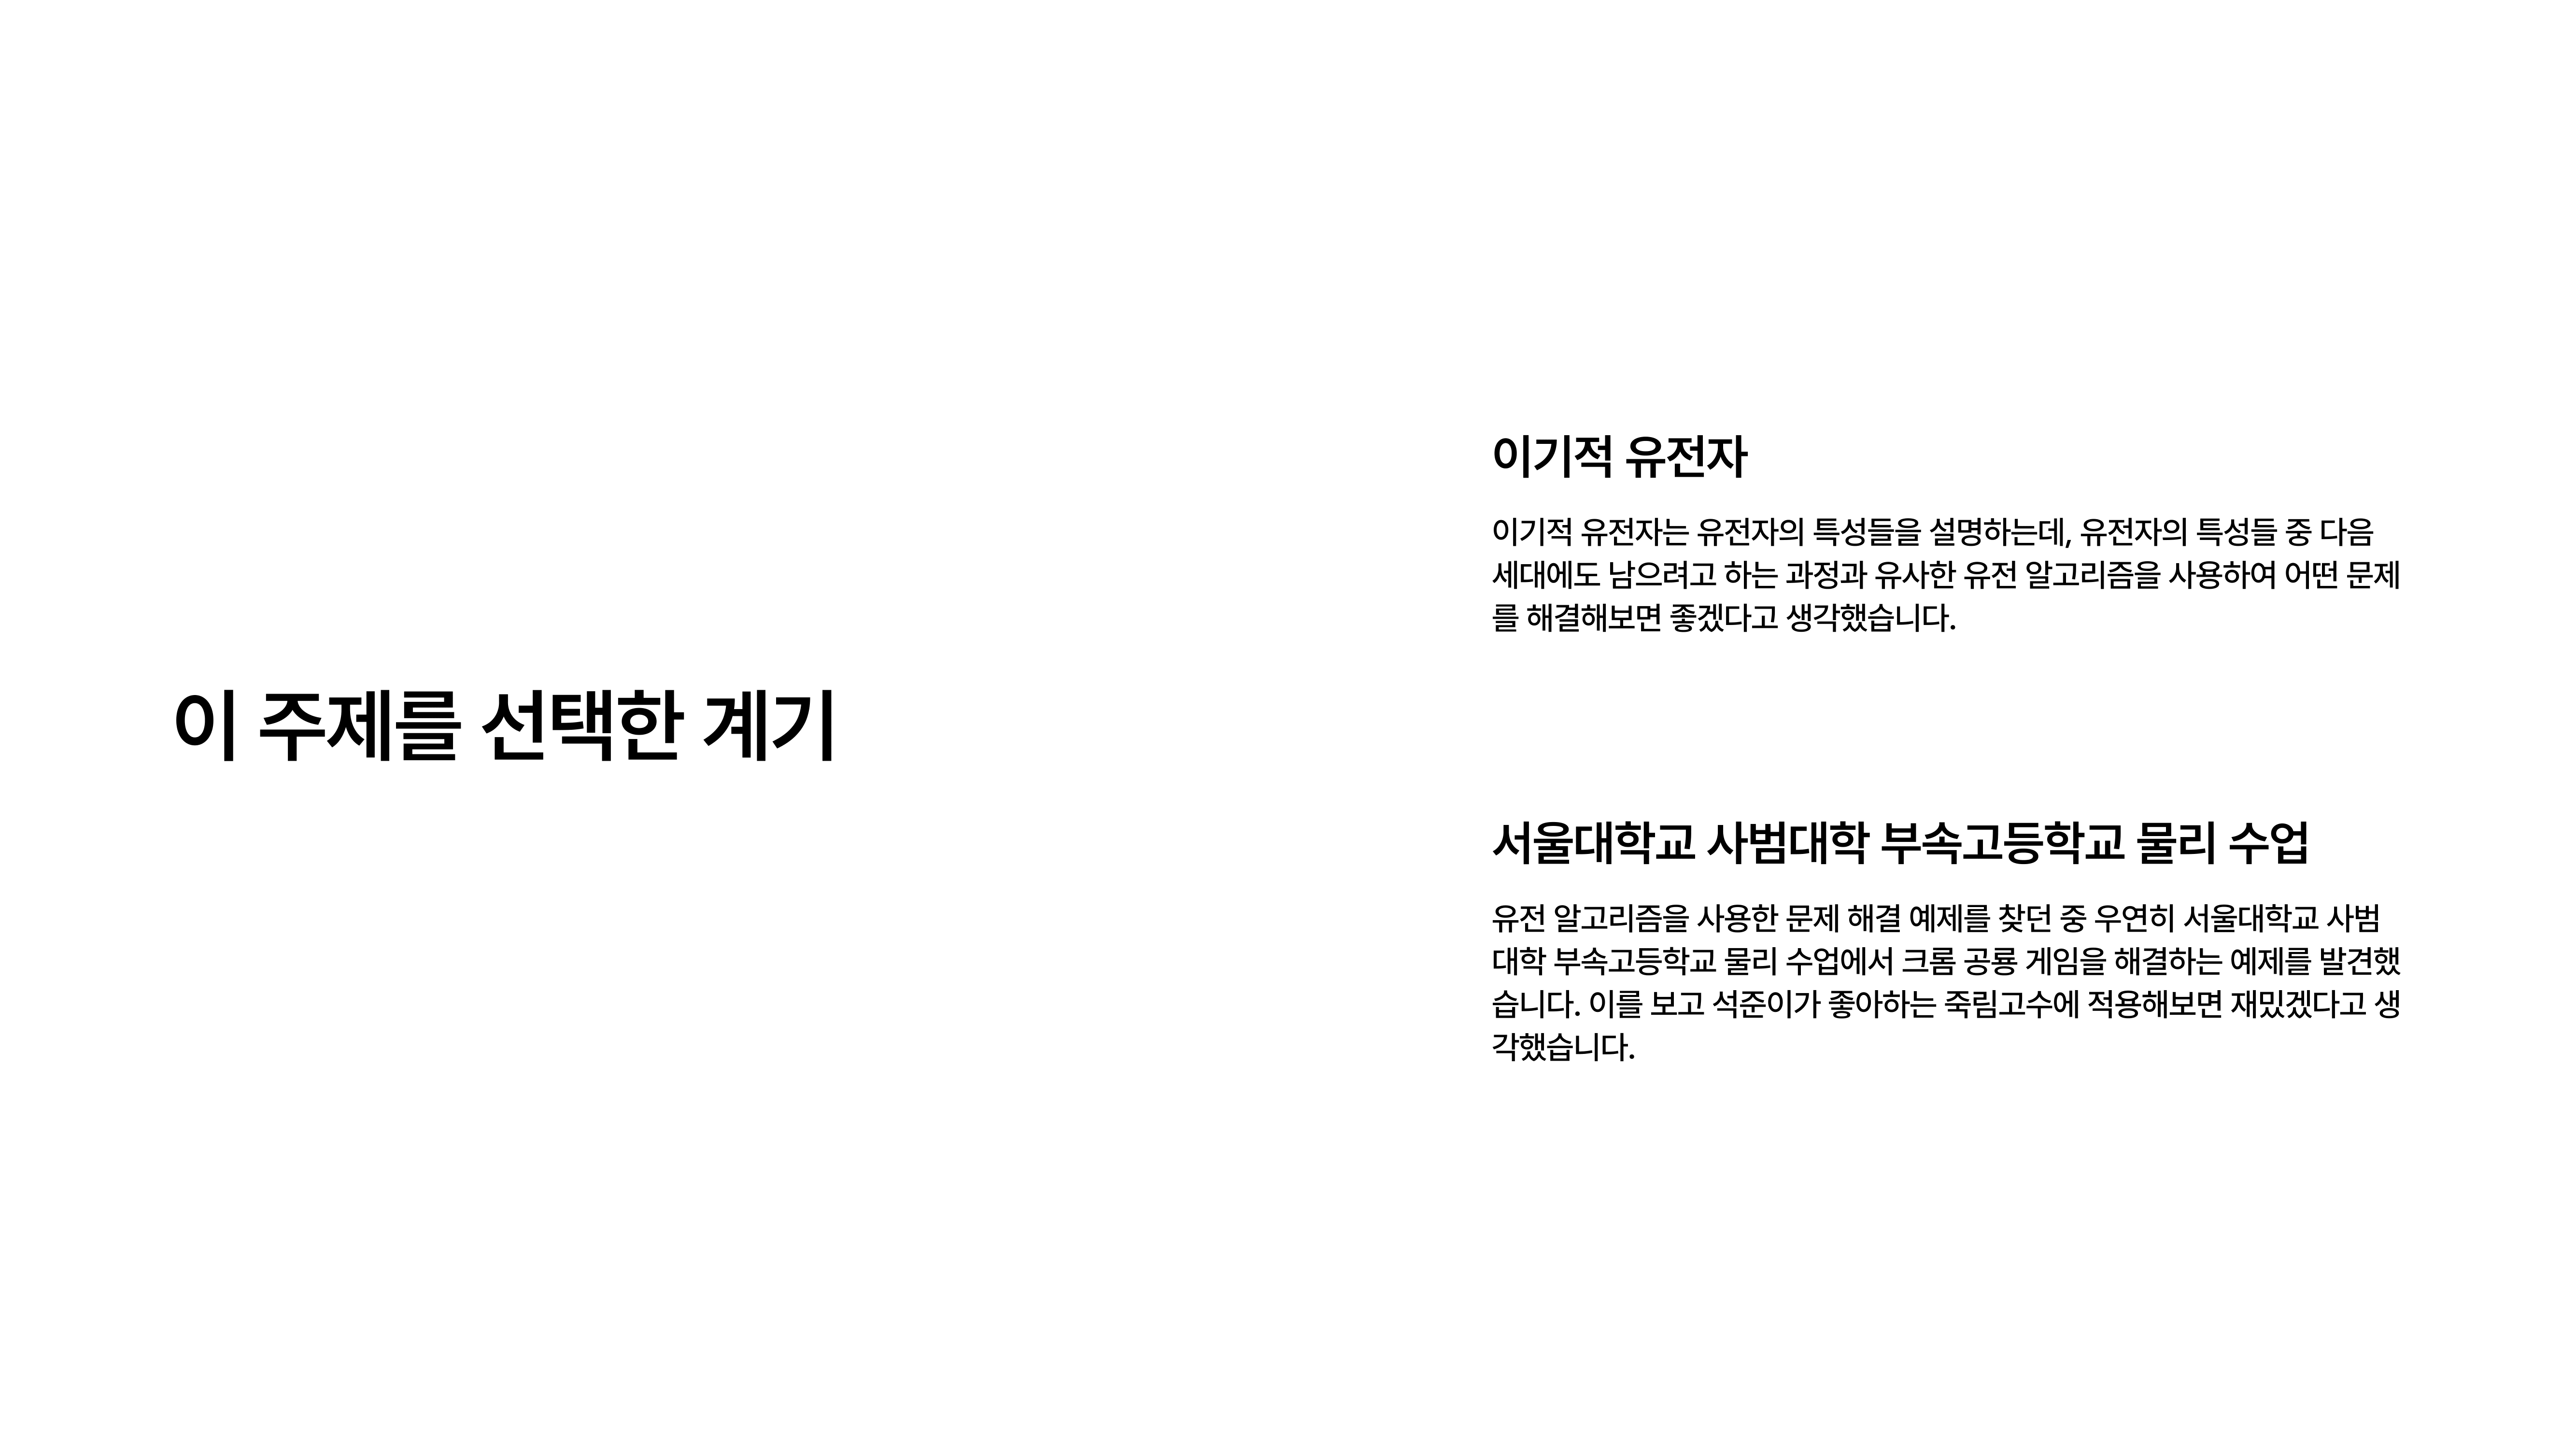 이 주제를 선택한 계기
이기적 유전자
이기적 유전자는 유전자의 특성들을 설명하는데, 유전자의 특성들 중 다음
세대에도 남으려고 하는 과정과 유사한 유전 알고리즘을 사용하여 어떤 문제
를 해결해보면 좋겠다고 생각했습니다.
서울대학교 사범대학 부속고등학교 물리 수업
유전 알고리즘을 사용한 문제 해결 예제를 찾던 중 우연히 서울대학교 사범
대학 부속고등학교 물리 수업에서 크롬 공룡 게임을 해결하는 예제를 발견했
습니다. 이를 보고 석준이가 좋아하는 죽림고수에 적용해보면 재밌겠다고 생
각했습니다.